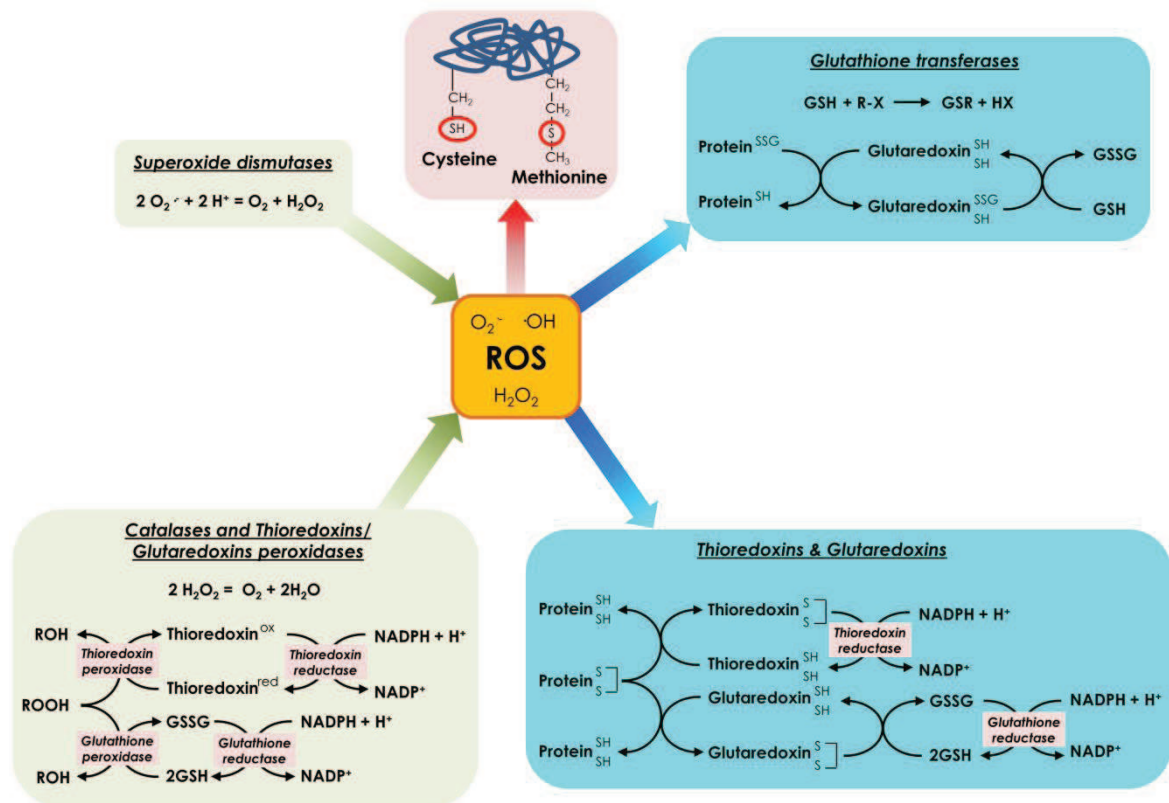 CH₂
SH
Cysteine
CH₂
CH₂
S
CH₃
Methionine
Superoxide dismutases
2 O₂·⁻ + 2 H⁺ = O₂ + H₂O₂
Glutathione transferases
GSH + R-X → GSR + HX
Protein SSG
Glutaredoxin SH
SH
GSSG
Protein SH
Glutaredoxin SSG
SH
GSH
O₂·⁻ ·OH
ROS
H₂O₂
Catalases and Thioredoxins/
Glutaredoxins peroxidases
2 H₂O₂ = O₂ + 2H₂O
ROH
Thioredoxin ox
NADPH + H⁺
Thioredoxin
peroxidase
Thioredoxin
reductase
Thioredoxin red
NADP⁺
ROOH
GSSG
NADPH + H⁺
Glutathione
peroxidase
Glutathione
reductase
ROH
2GSH
NADP⁺
Thioredoxins & Glutaredoxins
Protein SH
SH
Thioredoxin S
S
NADPH + H⁺
Thioredoxin
reductase
Thioredoxin SH
SH
NADP⁺
Protein S
S
Glutaredoxin SH
SH
GSSG
NADPH + H⁺
Glutathione
reductase
Protein SH
SH
Glutaredoxin S
S
2GSH
NADP⁺